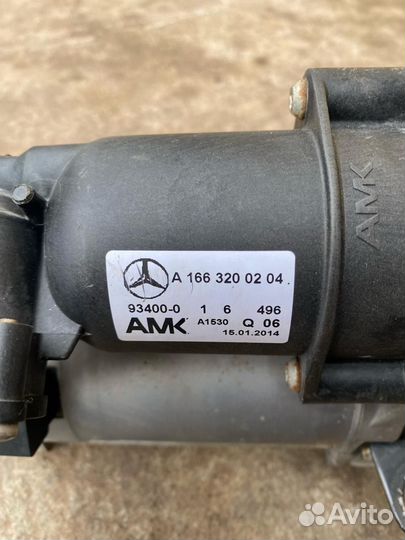 AMK
A 166 320 02 04
93400-0 1 6 496
AMK A1530 Q 06
15.01.2014
Avito